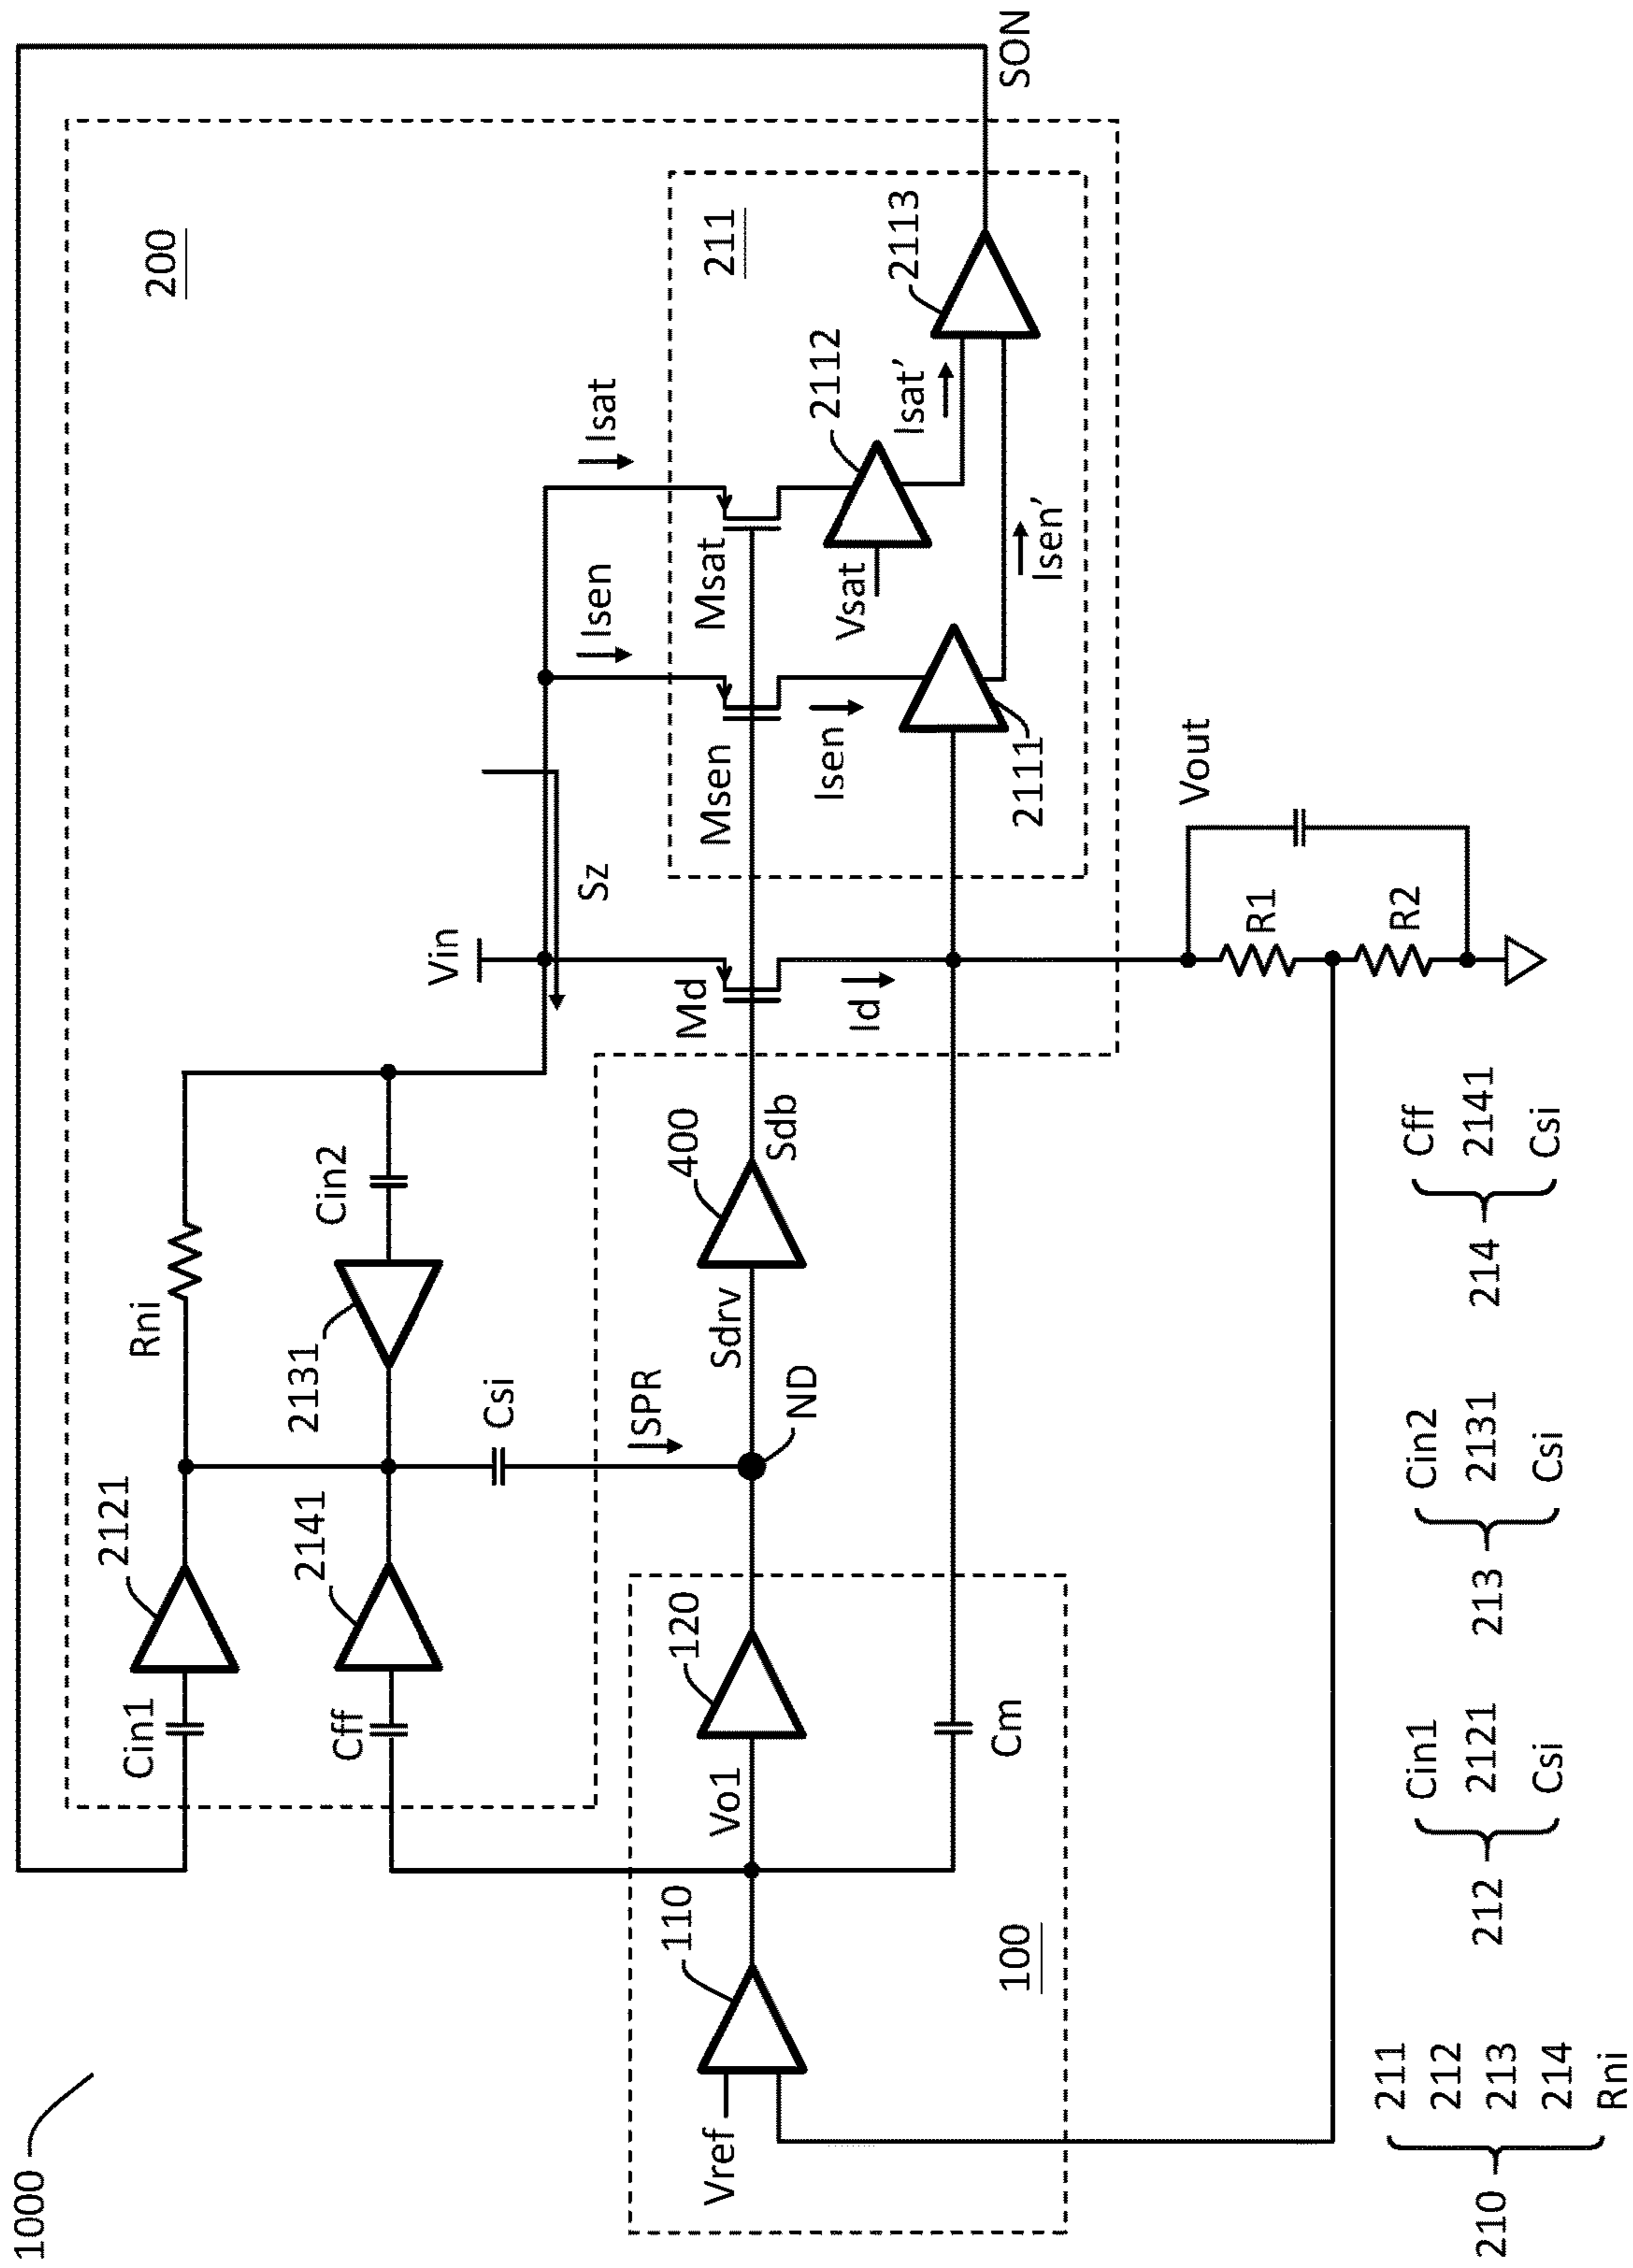 1000
200
SON
Cin1
2121
Rni
Cff
2141
2131
Cin2
Csi
SPR
Vin
Sz
Isen
Isat
211
Vref
110
Vo1
120
ND
Sdrv
400
Sdb
Md
Msen
Msat
Id
Isen
Vsat
2112
Isat’
2113
2111
Isen’
100
Cm
Vout
R1
R2
210
211
212
213
214
Rni
212
Cin1
2121
Csi
213
Cin2
2131
Csi
214
Cff
2141
Csi